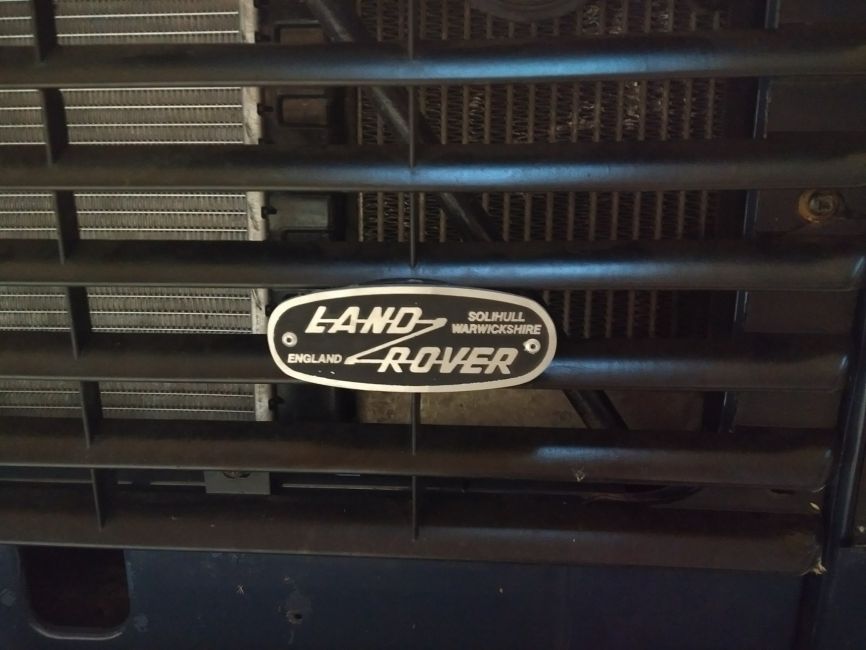 LAND
SOLIHULL
WARWICKSHIRE
ENGLAND
ROVER